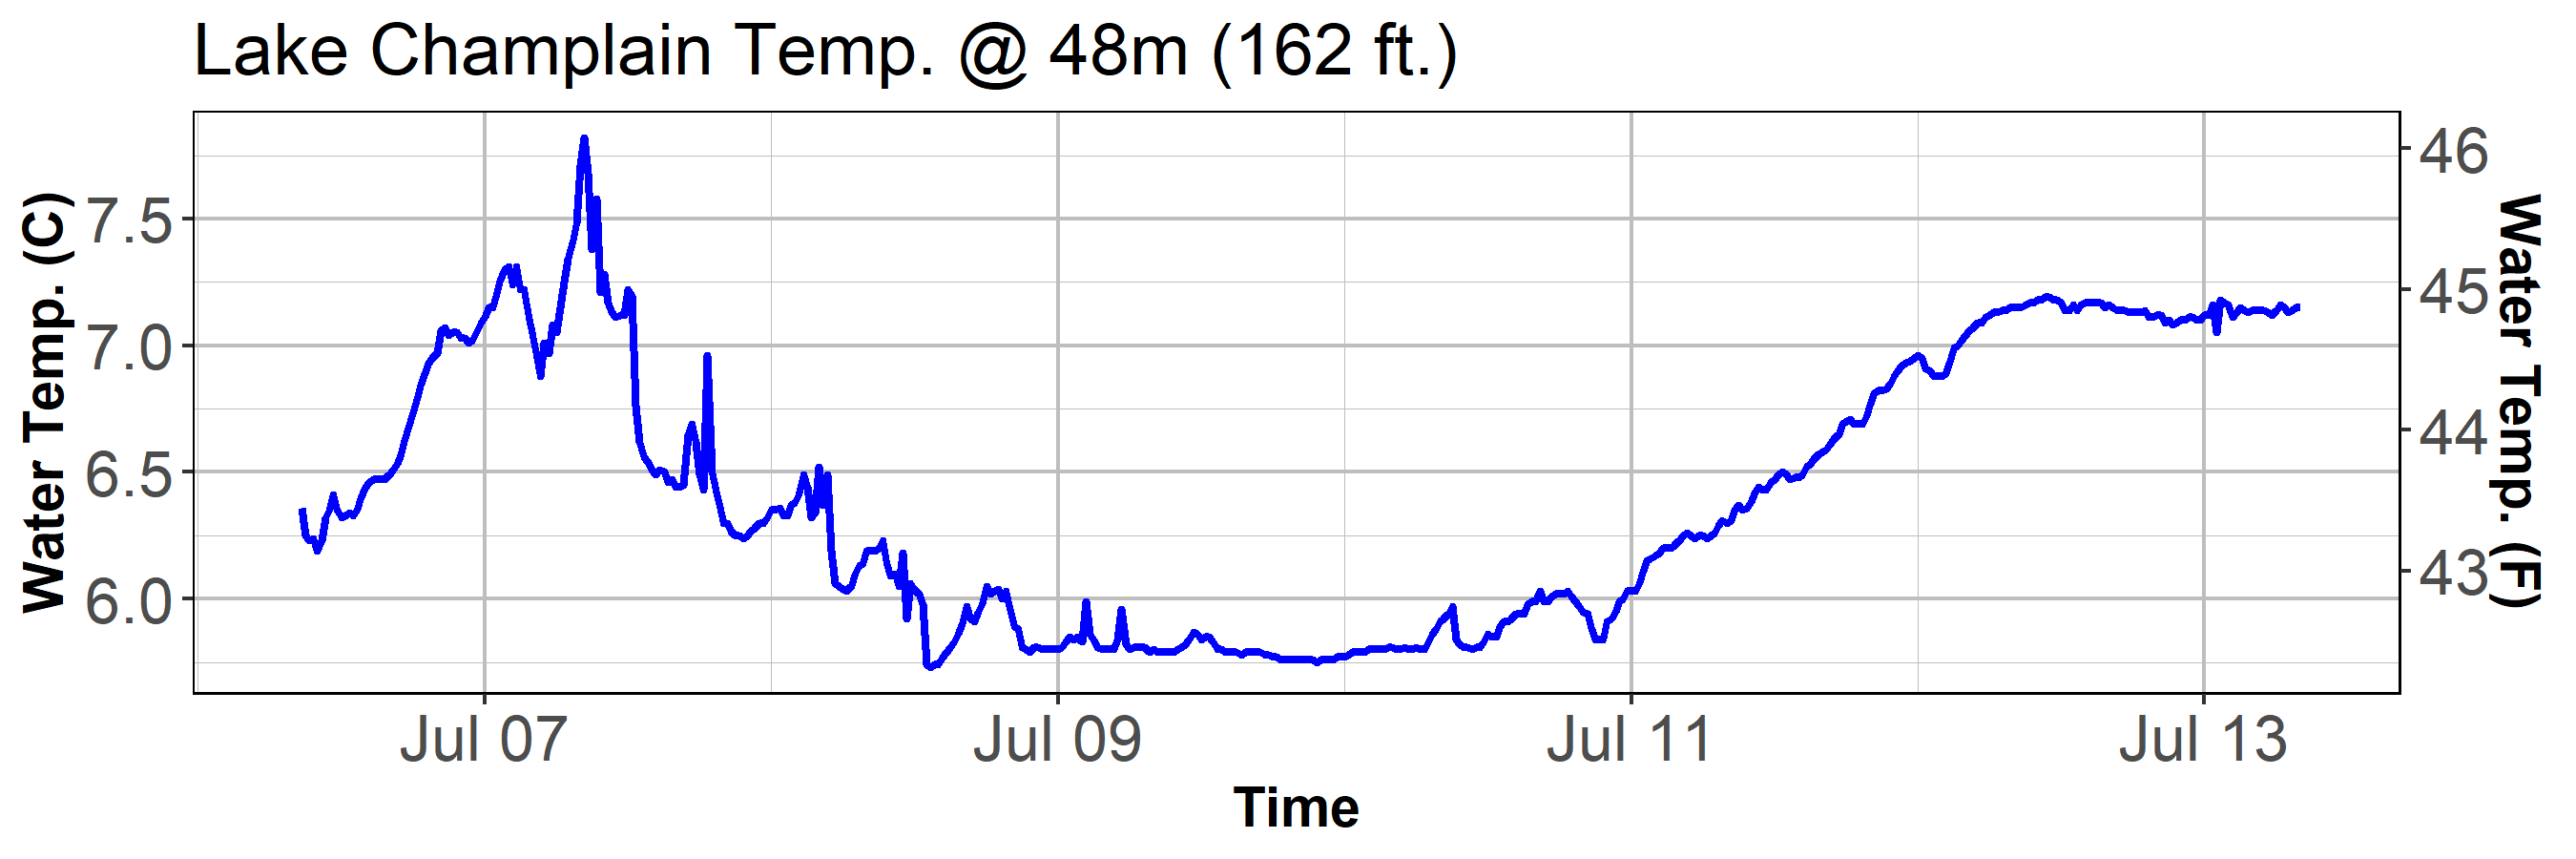 Lake Champlain Temp. @ 48m (162 ft.)
Water Temp. (C)
7.5
7.0
6.5
6.0
46
45
44
43
Water Temp. (F)
Jul 07
Jul 09
Jul 11
Jul 13
Time